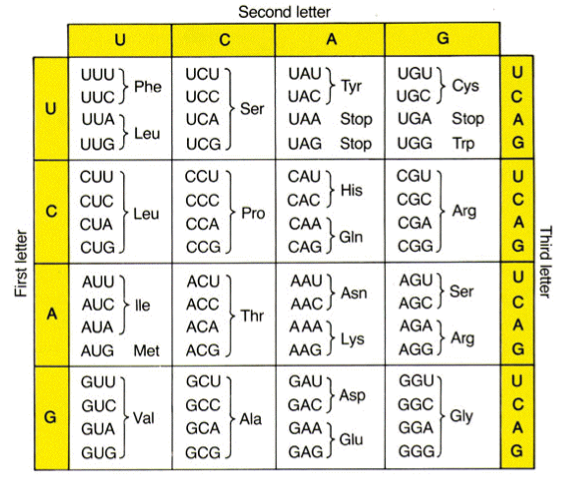 Second letter
U C A G
U
UUU UUC Phe
UUA UUG Leu
UCU UCC UCA UCG Ser
UAU UAC Tyr
UAA Stop
UAG Stop
UGU UGC Cys
UGA Stop
UGG Trp
U C A G
C
CUU CUC CUA CUG Leu
CCU CCC CCA CCG Pro
CAU CAC His
CAA CAG Gln
CGU CGC CGA CGG Arg
U C A G
A
AUU AUC AUA Ile
AUG Met
ACU ACC ACA ACG Thr
AAU AAC Asn
AAA AAG Lys
AGU AGC Ser
AGA AGG Arg
U C A G
G
GUU GUC GUA GUG Val
GCU GCC GCA GCG Ala
GAU GAC Asp
GAA GAG Glu
GGU GGC GGA GGG Gly
U C A G
First letter
Third letter